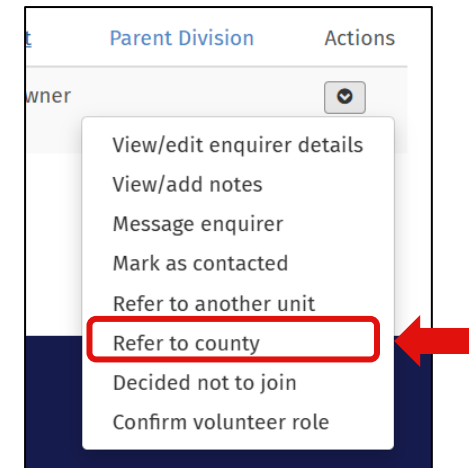 Parent Division Actions
wner
View/edit enquirer details
View/add notes
Message enquirer
Mark as contacted
Refer to another unit
Refer to county
Decided not to join
Confirm volunteer role